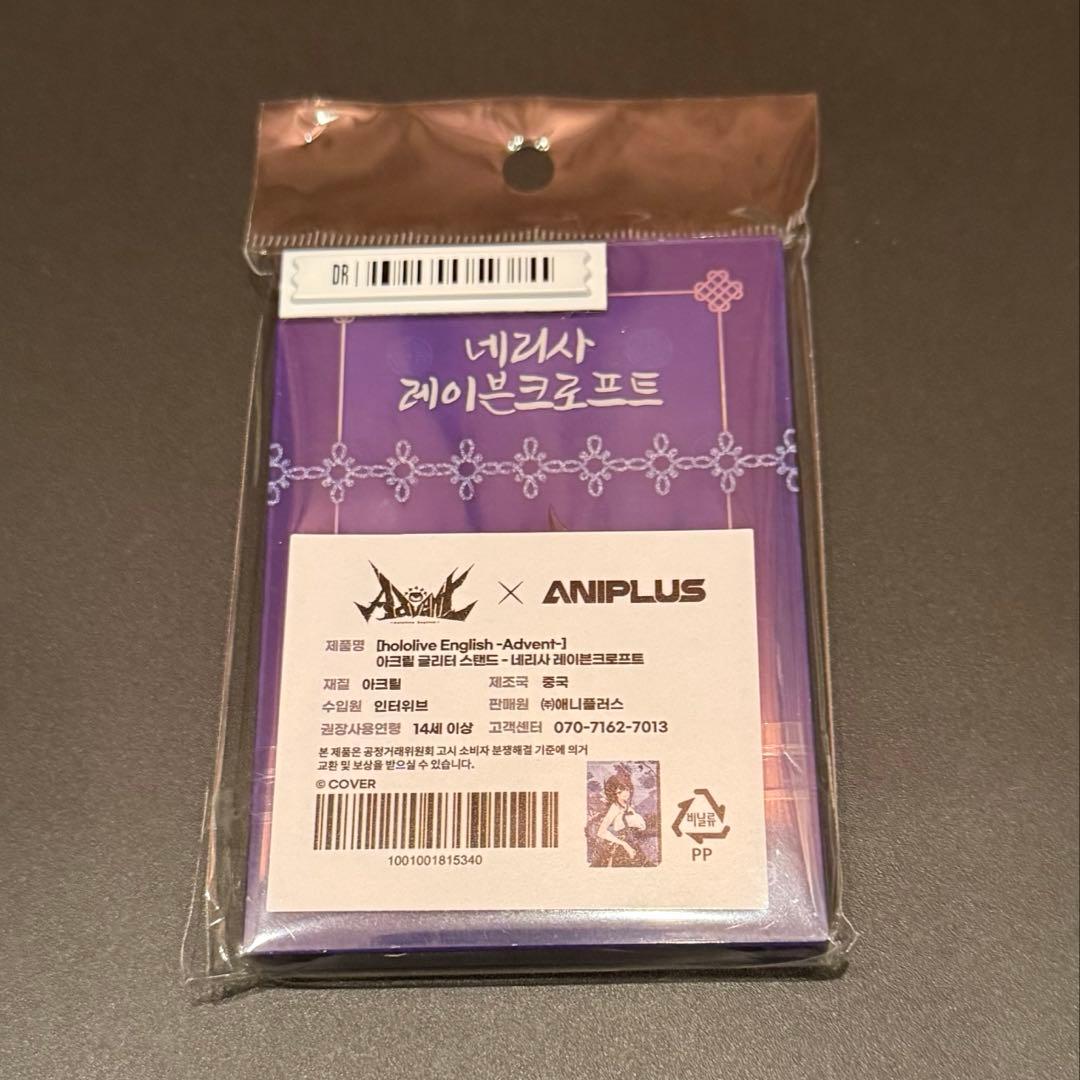 DR
네리사
레이븐크로프트
ADVENT
× ANIPLUS
제품명 [hololive English -Advent-]
아크릴 글리터 스탠드 - 네리사 레이븐크로프트
재질 아크릴 제조국 중국
수입원 인터위브 판매원 ㈜애니플러스
권장사용연령 14세 이상 고객센터 070-7162-7013
본 제품은 공정거래위원회 고시 소비자 분쟁해결 기준에 의거
교환 및 보상을 받으실 수 있습니다.
© COVER
1001001815340
비닐류
PP